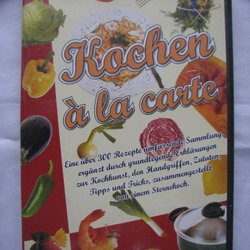 Kochen
à la carte
Eine über 300 Rezepte umfassende Sammlung,
ergänzt durch grundlegende Erklärungen
zur Kochkunst, den Handgriffen, Zutaten,
Tipps und Tricks, zusammengestellt
von einem Sternekoch.